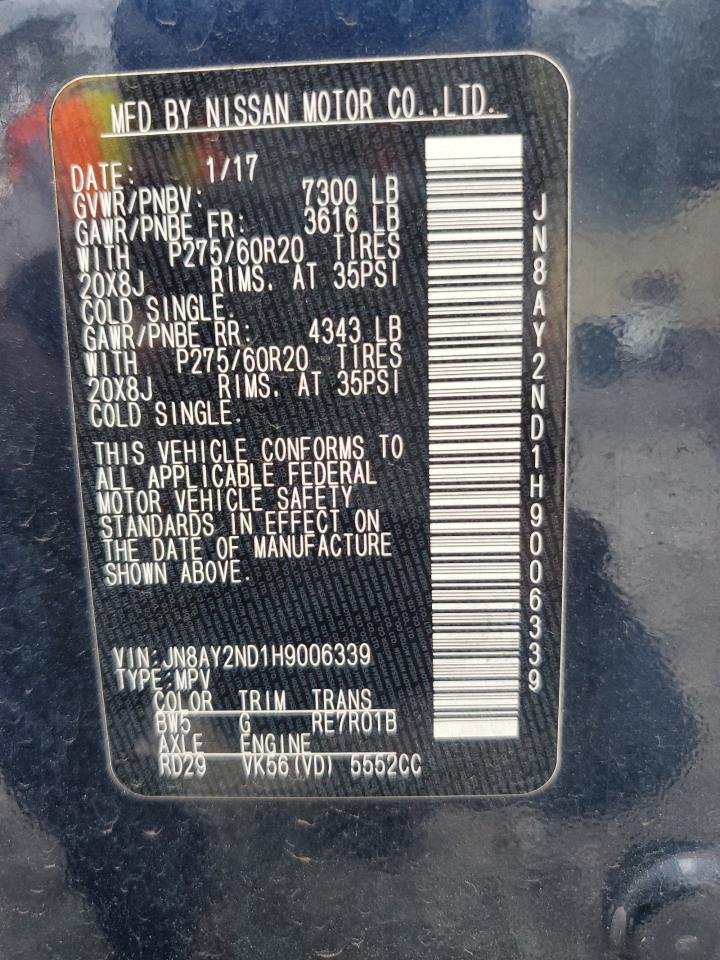 MFD BY NISSAN MOTOR CO.,LTD.
DATE: 1/17
GVWR/PNBV: 7300 LB
GAWR/PNBE FR: 3616 LB
WITH P275/60R20 TIRES
20X8J RIMS. AT 35PSI
COLD SINGLE.
GAWR/PNBE RR: 4343 LB
WITH P275/60R20 TIRES
20X8J RIMS. AT 35PSI
COLD SINGLE.
THIS VEHICLE CONFORMS TO
ALL APPLICABLE FEDERAL
MOTOR VEHICLE SAFETY
STANDARDS IN EFFECT ON
THE DATE OF MANUFACTURE
SHOWN ABOVE.
VIN:JN8AY2ND1H9006339
TYPE:MPV
COLOR TRIM TRANS
BW5 G RE7R01B
AXLE ENGINE
RD29 VK56(VD) 5552CC
JN8AY2ND1H9006339